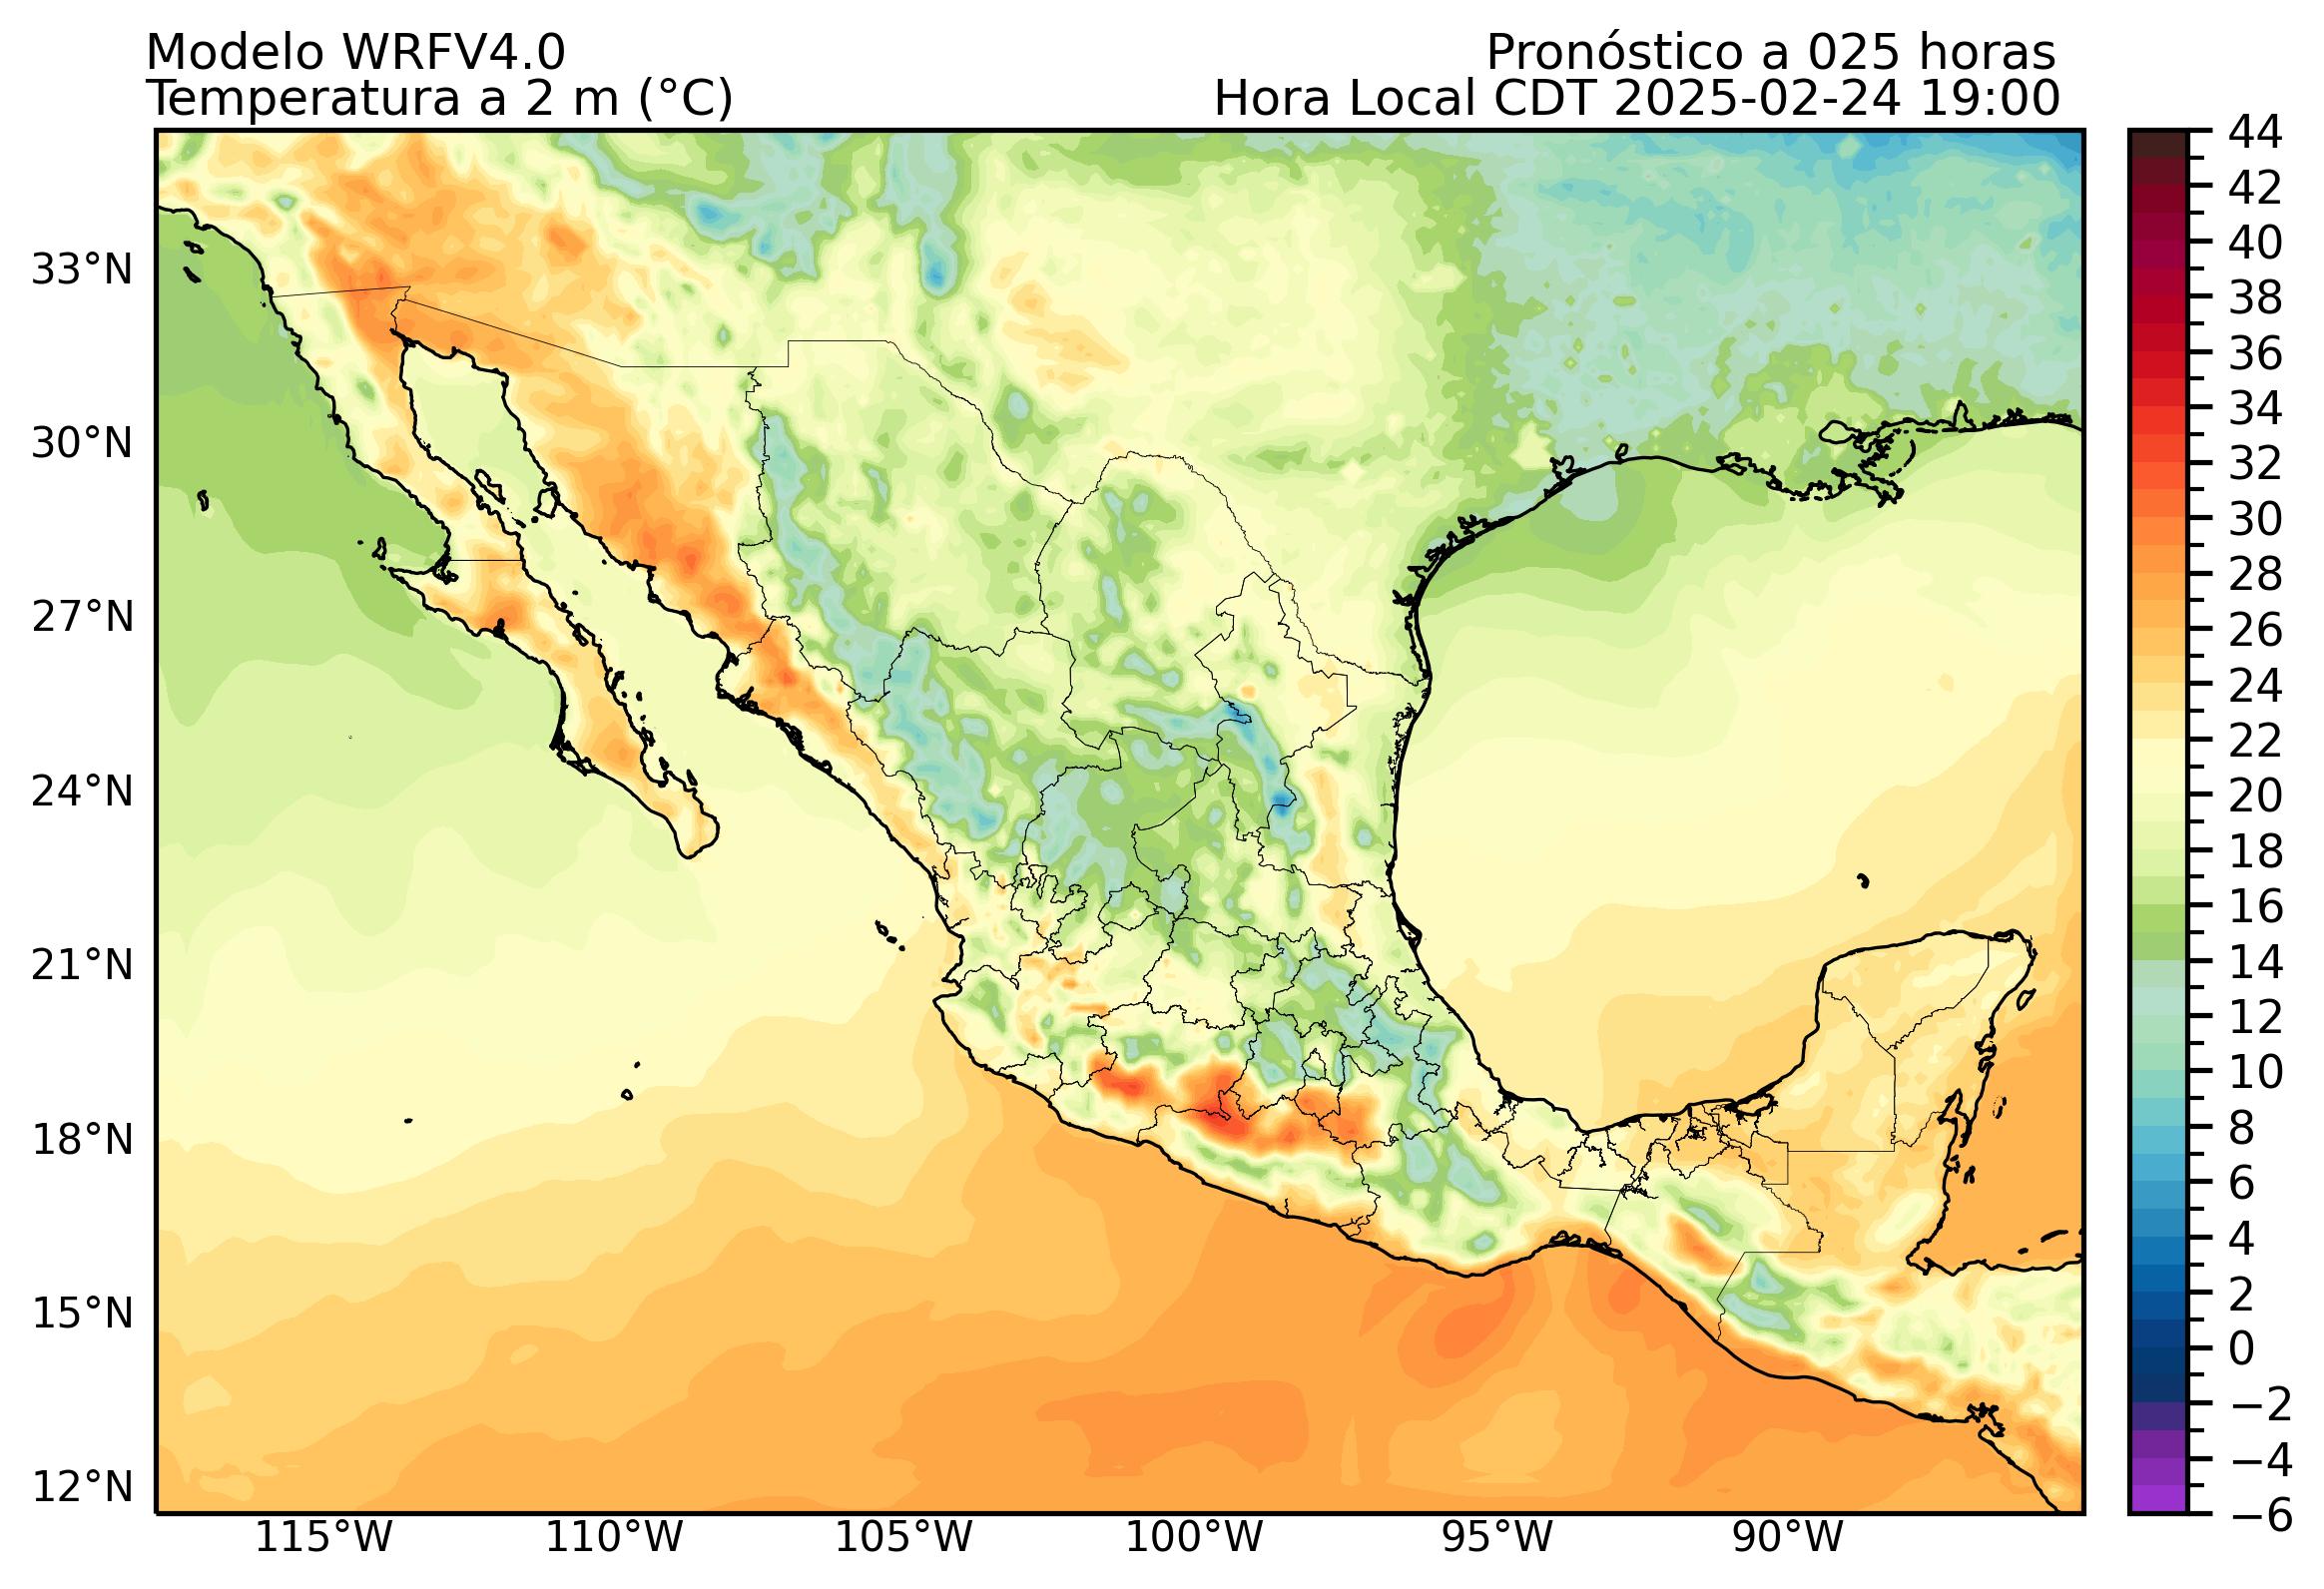 Modelo WRFV4.0
Pronóstico a 025 horas
Temperatura a 2 m (°C)
Hora Local CDT 2025-02-24 19:00
33°N
30°N
27°N
24°N
21°N
18°N
15°N
12°N
115°W
110°W
105°W
100°W
95°W
90°W
44
42
40
38
36
34
32
30
28
26
24
22
20
18
16
14
12
10
8
6
4
2
0
−2
−4
−6